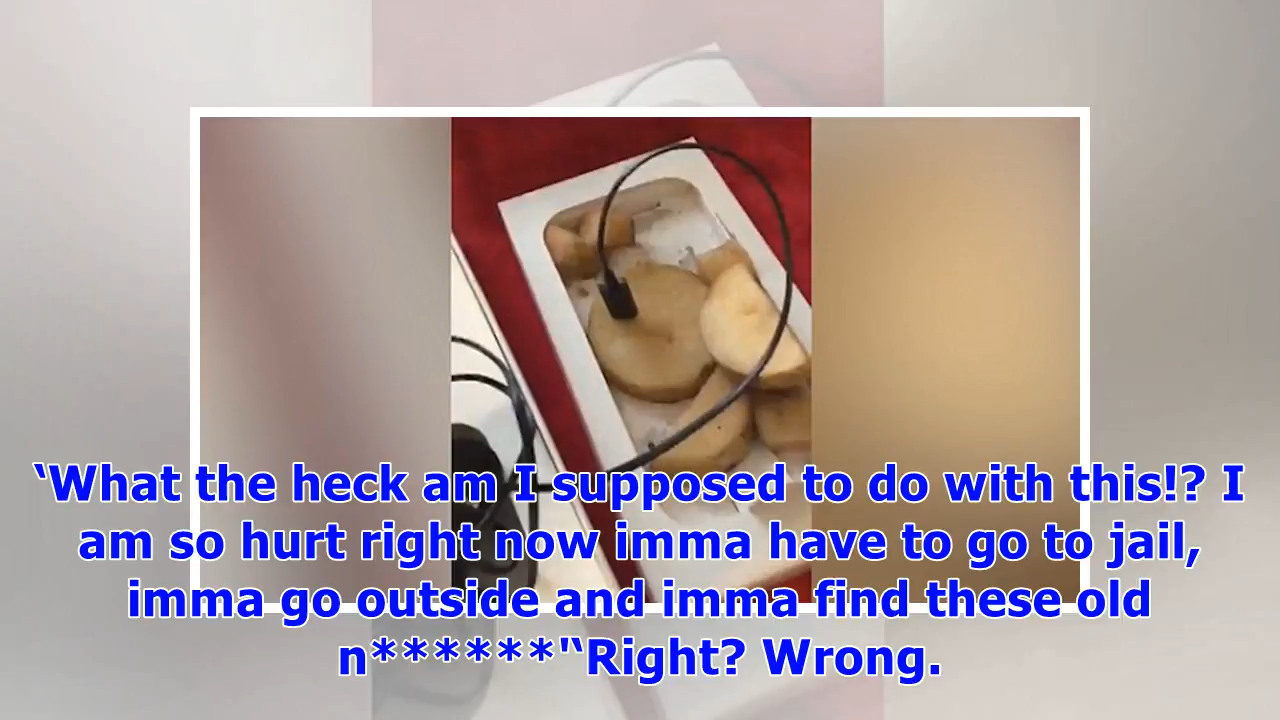 ‘What the heck am I supposed to do with this!? I
am so hurt right now imma have to go to jail,
imma go outside and imma find these old
n******'‘‘Right? Wrong.